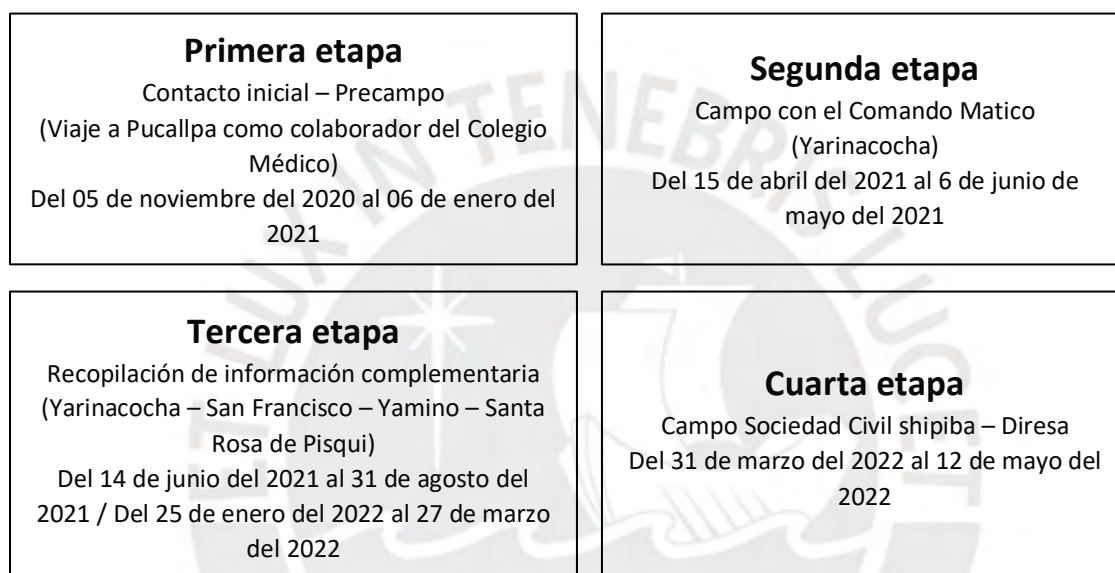 Primera etapa
Contacto inicial – Precampo
(Viaje a Pucallpa como colaborador del Colegio
Médico)
Del 05 de noviembre del 2020 al 06 de enero del
2021
Segunda etapa
Campo con el Comando Matico
(Yarinacocha)
Del 15 de abril del 2021 al 6 de junio de
mayo del 2021
Tercera etapa
Recopilación de información complementaria
(Yarinacocha – San Francisco – Yamino – Santa
Rosa de Pisqui)
Del 14 de junio del 2021 al 31 de agosto del
2021 / Del 25 de enero del 2022 al 27 de marzo
del 2022
Cuarta etapa
Campo Sociedad Civil shipiba – Diresa
Del 31 de marzo del 2022 al 12 de mayo del
2022
ET LUX IN TENEBRIS LUCET